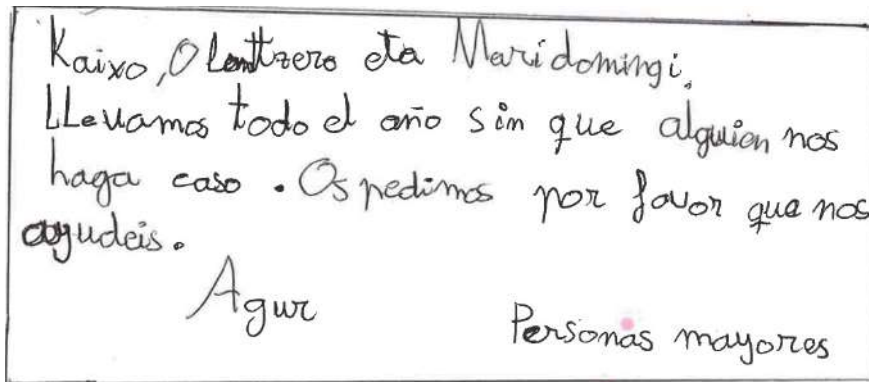 Kaixo, Olentzero eta Maridomingi.
LLevamos todo el año sin que alguien nos
haga caso. Os pedimos por favor que nos
ayudeis.
Agur
Personas mayores